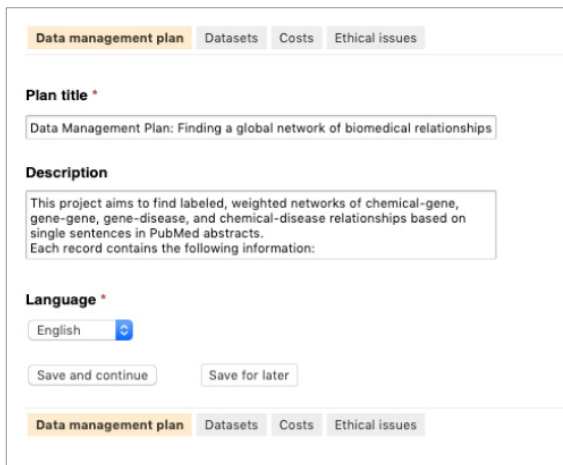 Data management plan Datasets Costs Ethical issues
Plan title *
Data Management Plan: Finding a global network of biomedical relationships
Description
This project aims to find labeled, weighted networks of chemical-gene,
gene-gene, gene-disease, and chemical-disease relationships based on
single sentences in PubMed abstracts.
Each record contains the following information:
Language *
English
Save and continue Save for later
Data management plan Datasets Costs Ethical issues